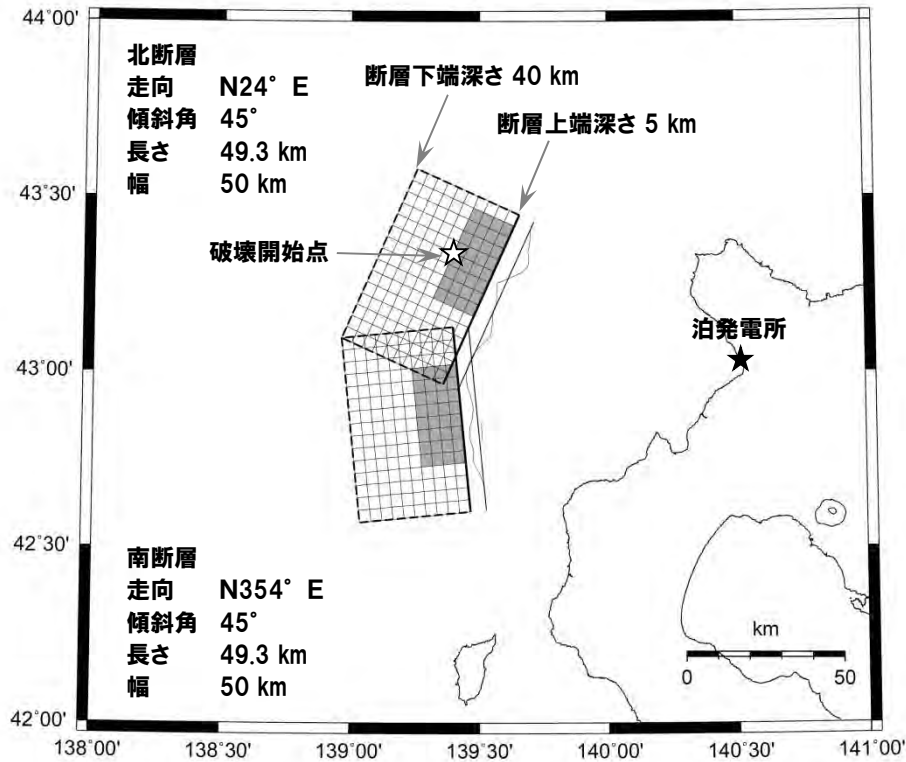 44°00'
北断層
走向 N24° E
傾斜角 45°
長さ 49.3 km
幅 50 km
断層下端深さ 40 km
断層上端深さ 5 km
43°30'
破壊開始点
泊発電所
43°00'
42°30'
南断層
走向 N354° E
傾斜角 45°
長さ 49.3 km
幅 50 km
km
0 50
42°00'
138°00' 138°30' 139°00' 139°30' 140°00' 140°30' 141°00'